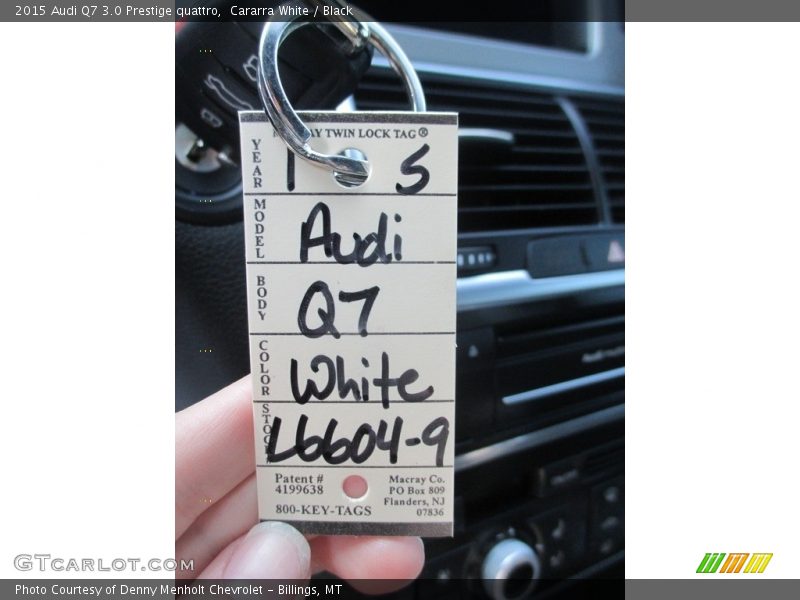 2015 Audi Q7 3.0 Prestige quattro,  Cararra White / Black
AY TWIN LOCK TAG®
YEAR 1 5
MODEL Audi
BODY Q7
COLOR White
STOCK L6604-9
Patent #
4199638
800-KEY-TAGS
Macray Co.
PO Box 809
Flanders, NJ
07836
GTcarlot.com
Photo Courtesy of Denny Menholt Chevrolet – Billings, MT